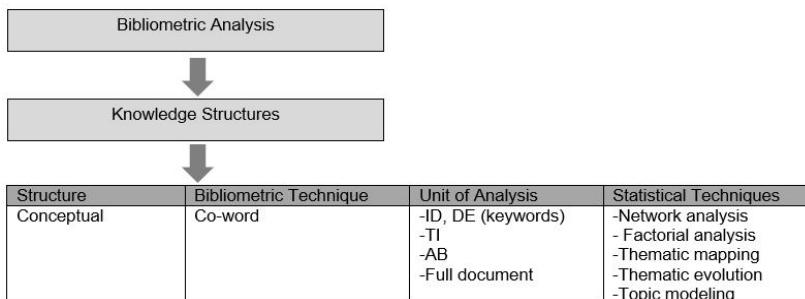 Bibliometric Analysis
Knowledge Structures
Structure Bibliometric Technique Unit of Analysis Statistical Techniques
Conceptual Co-word -ID, DE (keywords) -Network analysis
-TI - Factorial analysis
-AB -Thematic mapping
-Full document -Thematic evolution
-Topic modeling